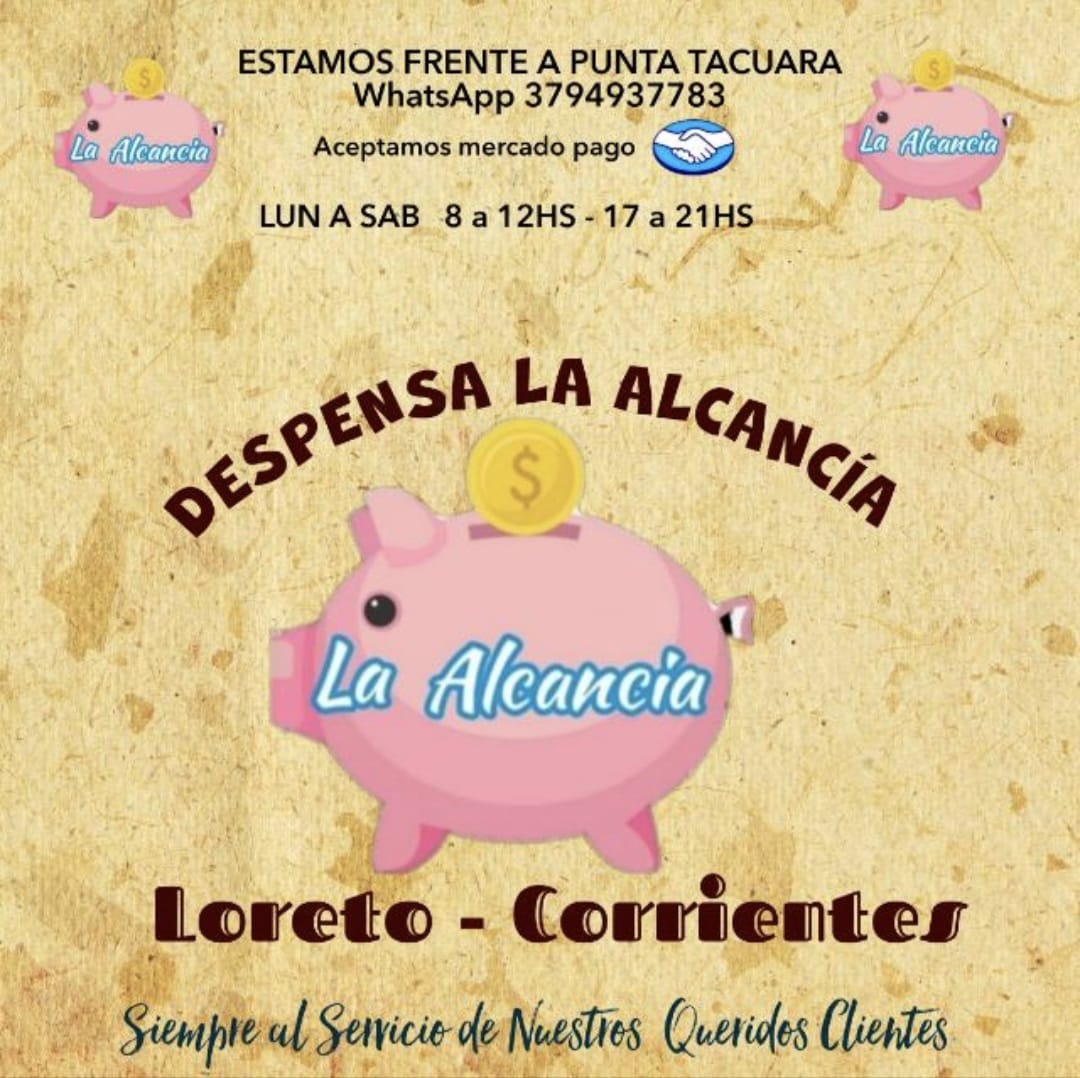 ESTAMOS FRENTE A PUNTA TACUARA
WhatsApp 3794937783
Aceptamos mercado pago
La Alcancia
La Alcancia
LUN A SAB 8 a 12HS - 17 a 21HS
DESPENSA LA ALCANCÍA
$
La Alcancia
Loreto - Corrientes
Siempre al Servicio de Nuestros Queridos Clientes